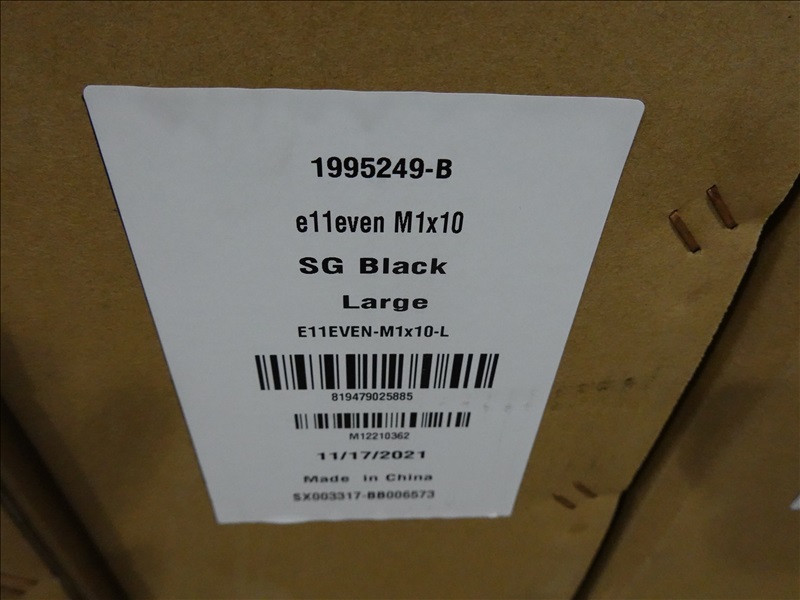 1995249-B
e11even M1x10
SG Black
Large
E11EVEN-M1x10-L
819479025885
M12210362
11/17/2021
Made in China
SX003317-BB006573